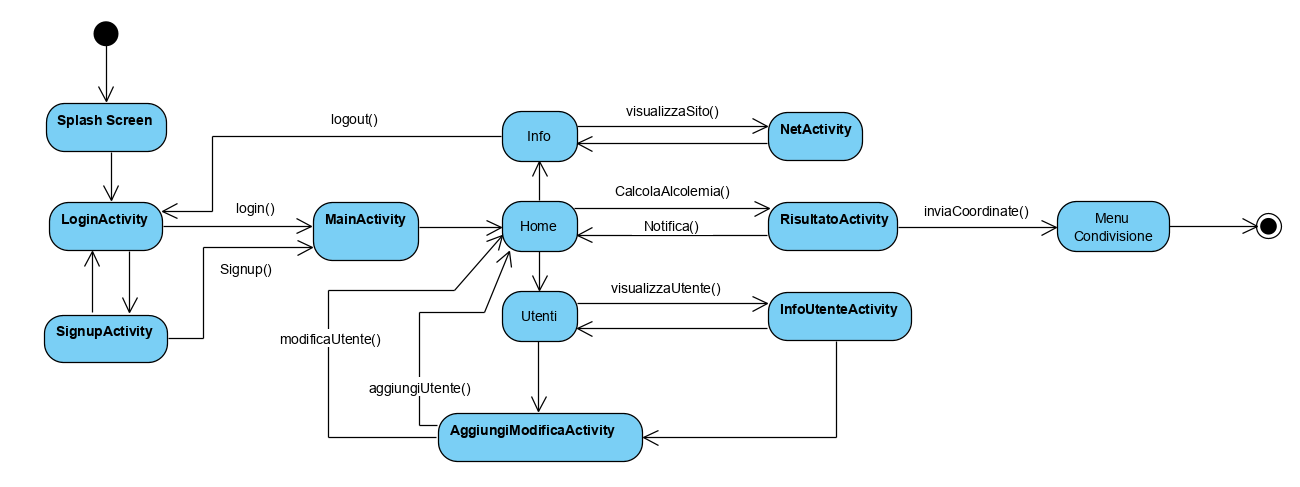 Splash Screen
logout()
Info
visualizzaSito()
NetActivity
LoginActivity
login()
MainActivity
Home
CalcolaAlcolemia()
Notifica()
RisultatoActivity
inviaCoordinate()
Menu
Condivisione
Signup()
SignupActivity
Utenti
visualizzaUtente()
InfoUtenteActivity
modificaUtente()
aggiungiUtente()
AggiungiModificaActivity